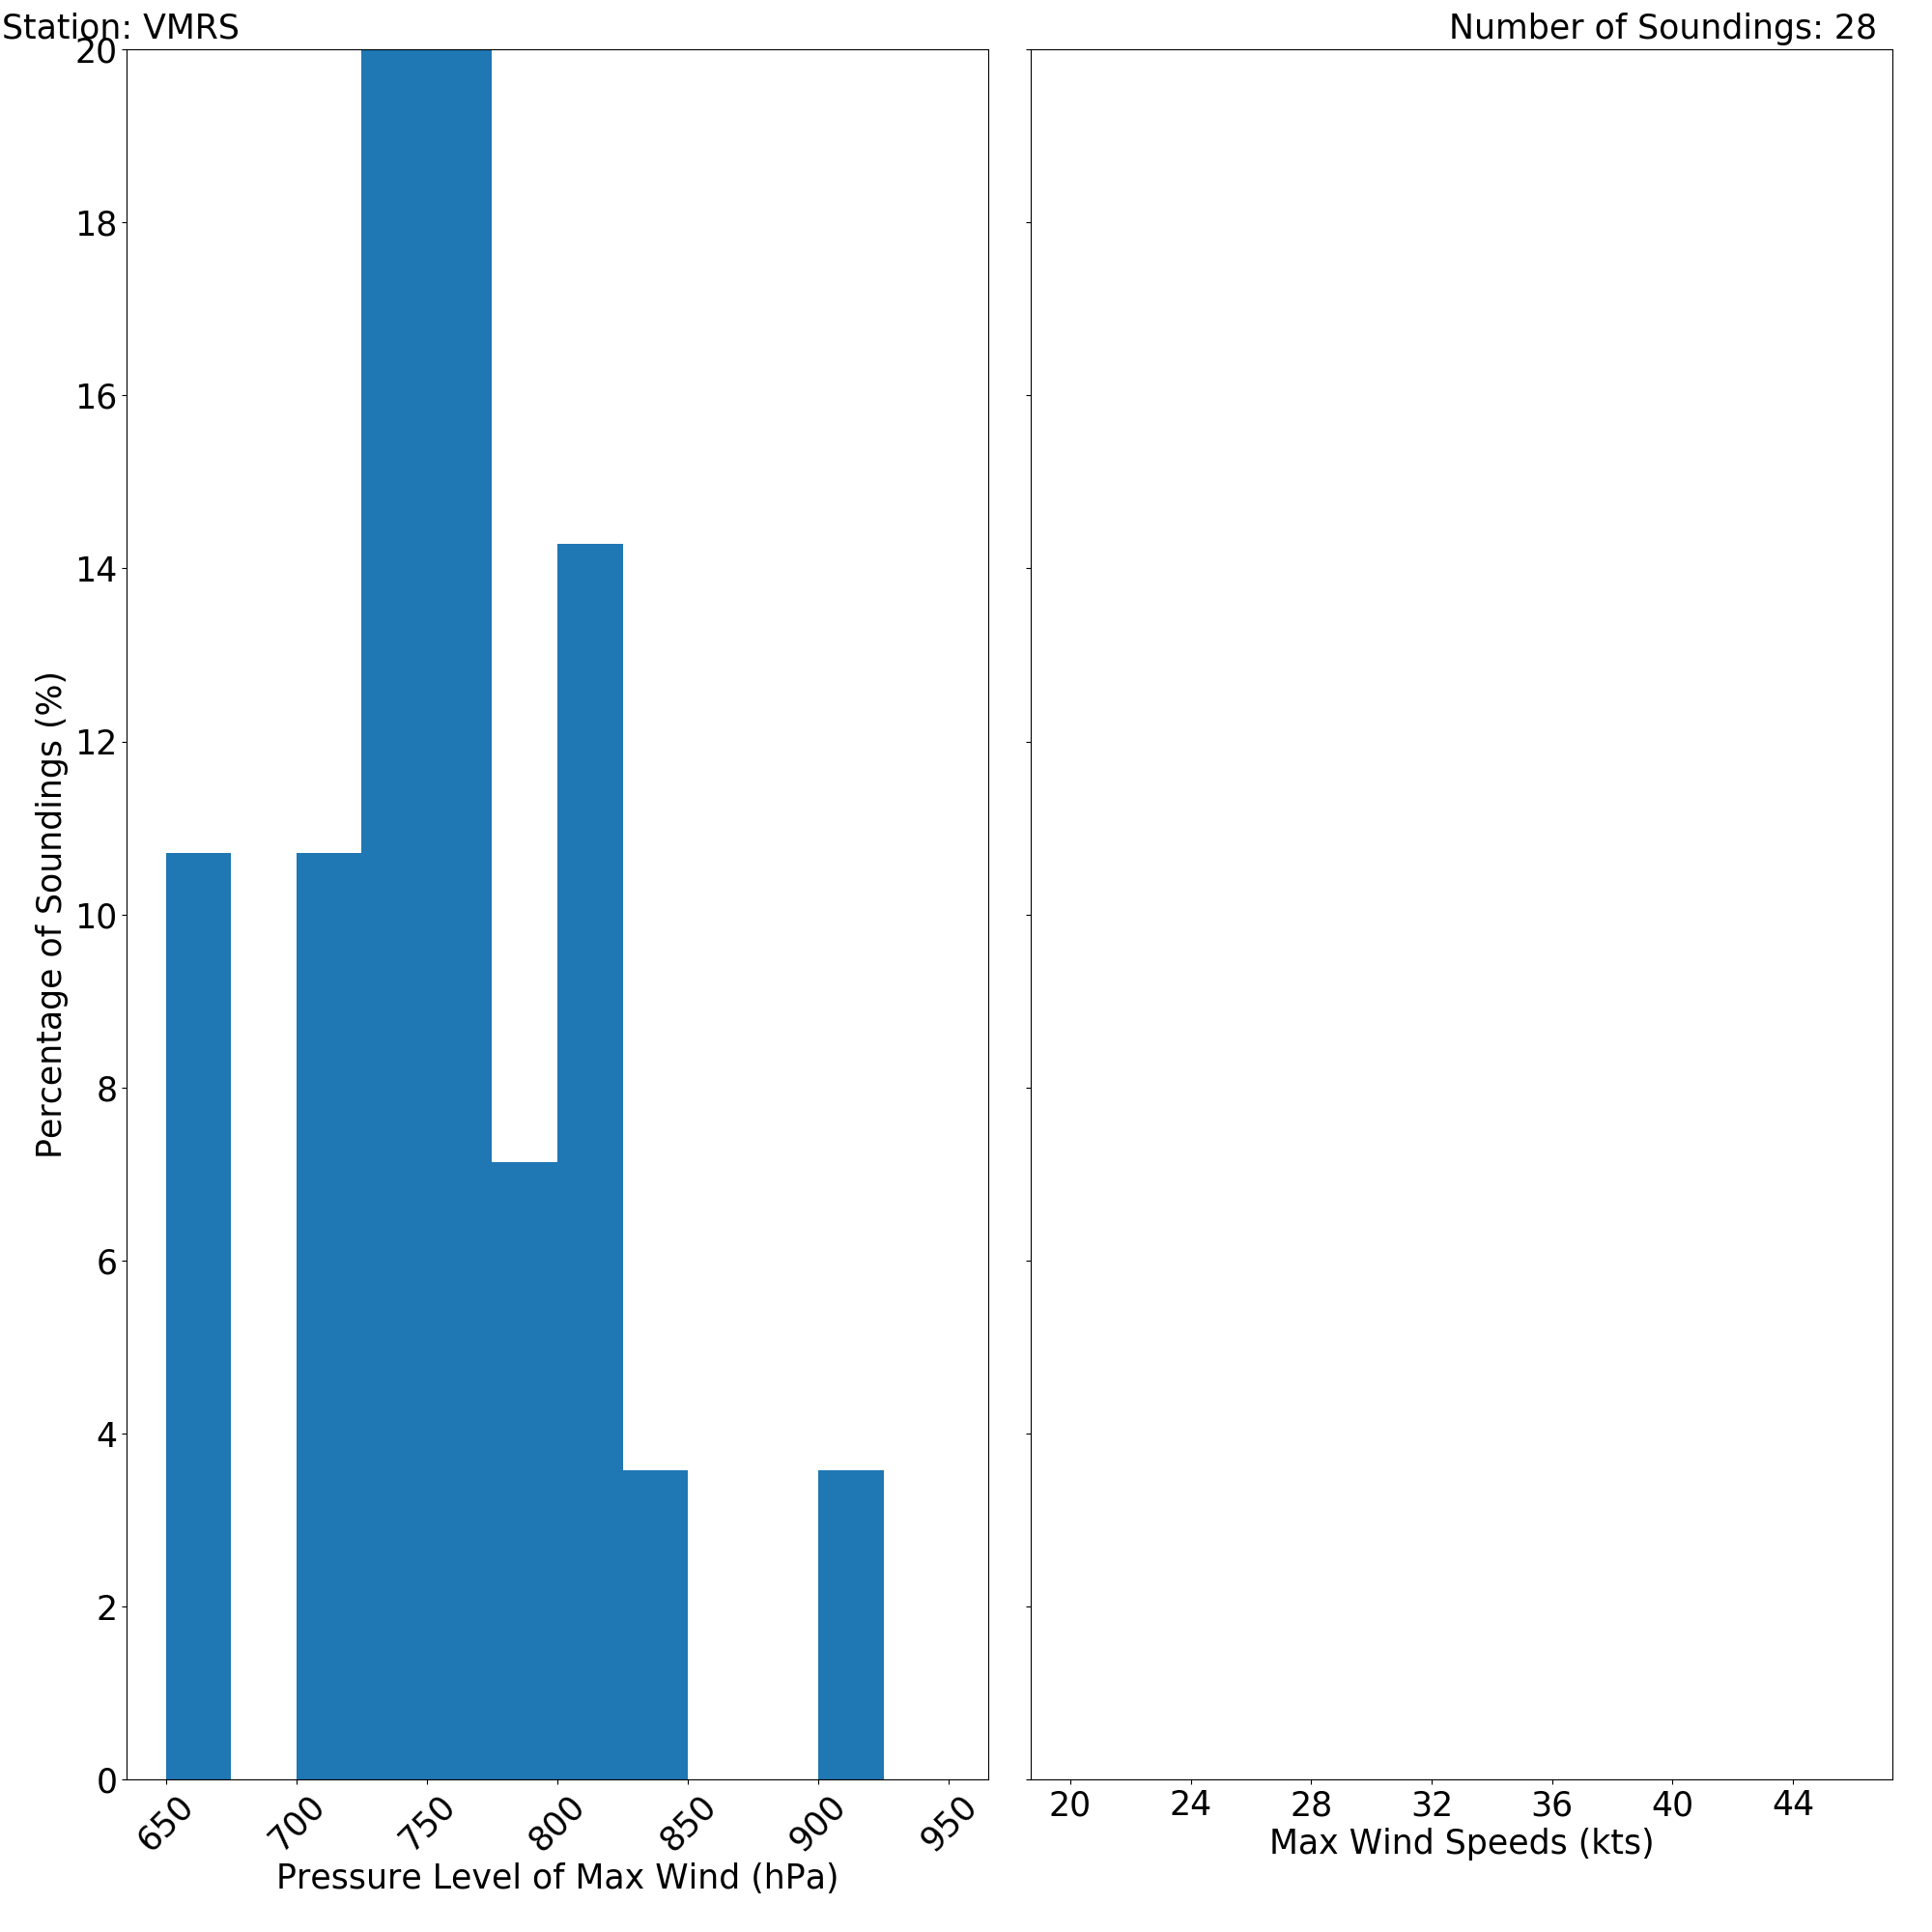 Station: VMRS
Number of Soundings: 28
Percentage of Soundings (%)
20
18
16
14
12
10
8
6
4
2
0
650 700 750 800 850 900 950
Pressure Level of Max Wind (hPa)
20 24 28 32 36 40 44
Max Wind Speeds (kts)